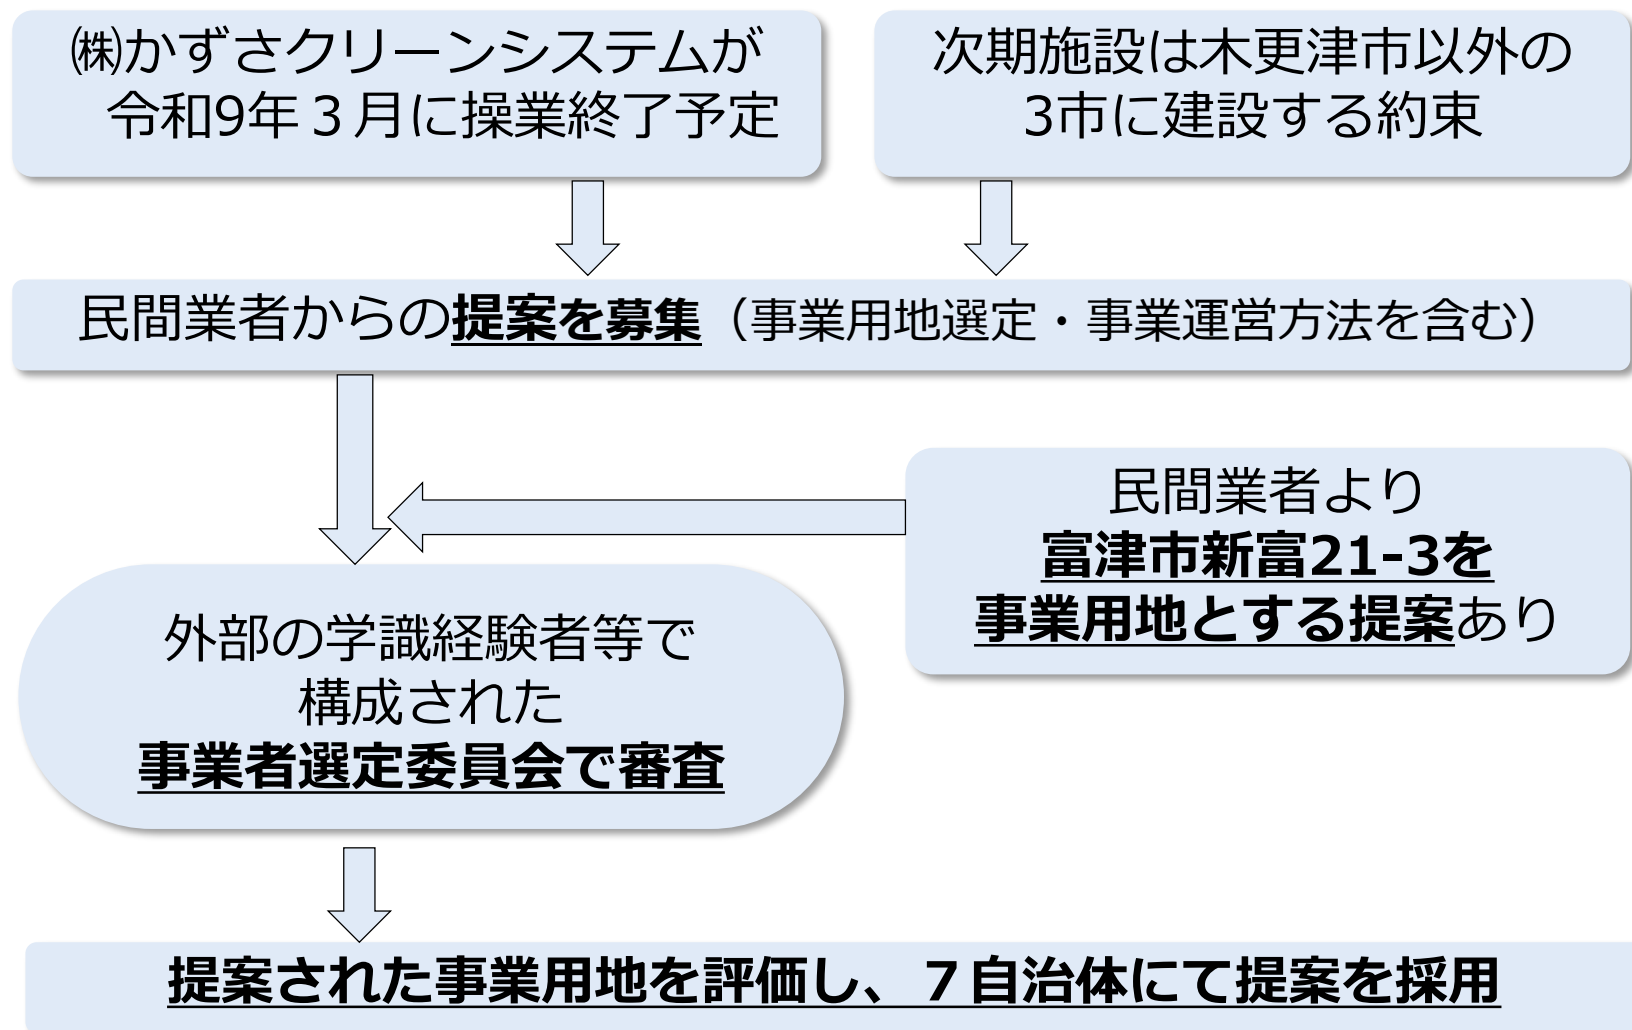 ㈱かずさクリーンシステムが
令和9年３月に操業終了予定
次期施設は木更津市以外の
3市に建設する約束
民間業者からの提案を募集（事業用地選定・事業運営方法を含む）
民間業者より
富津市新富21-3を
事業用地とする提案あり
外部の学識経験者等で
構成された
事業者選定委員会で審査
提案された事業用地を評価し、７自治体にて提案を採用